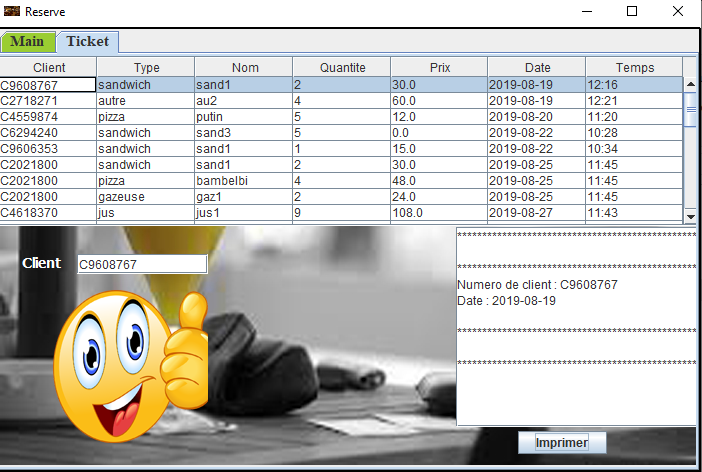 Reserve
Main Ticket
Client Type Nom Quantite Prix Date Temps
C9608767 sandwich sand1 2 30.0 2019-08-19 12:16
C2718271 autre au2 4 60.0 2019-08-19 12:21
C4559874 pizza putin 5 12.0 2019-08-20 11:20
C6294240 sandwich sand3 5 0.0 2019-08-22 10:28
C9606353 sandwich sand1 1 15.0 2019-08-22 10:34
C2021800 sandwich sand1 2 30.0 2019-08-25 11:45
C2021800 pizza bambelbi 4 48.0 2019-08-25 11:45
C2021800 gazeuse gaz1 2 24.0 2019-08-25 11:45
C4618370 jus jus1 9 108.0 2019-08-27 11:43
Client C9608767
Numero de client : C9608767
Date : 2019-08-19
Imprimer